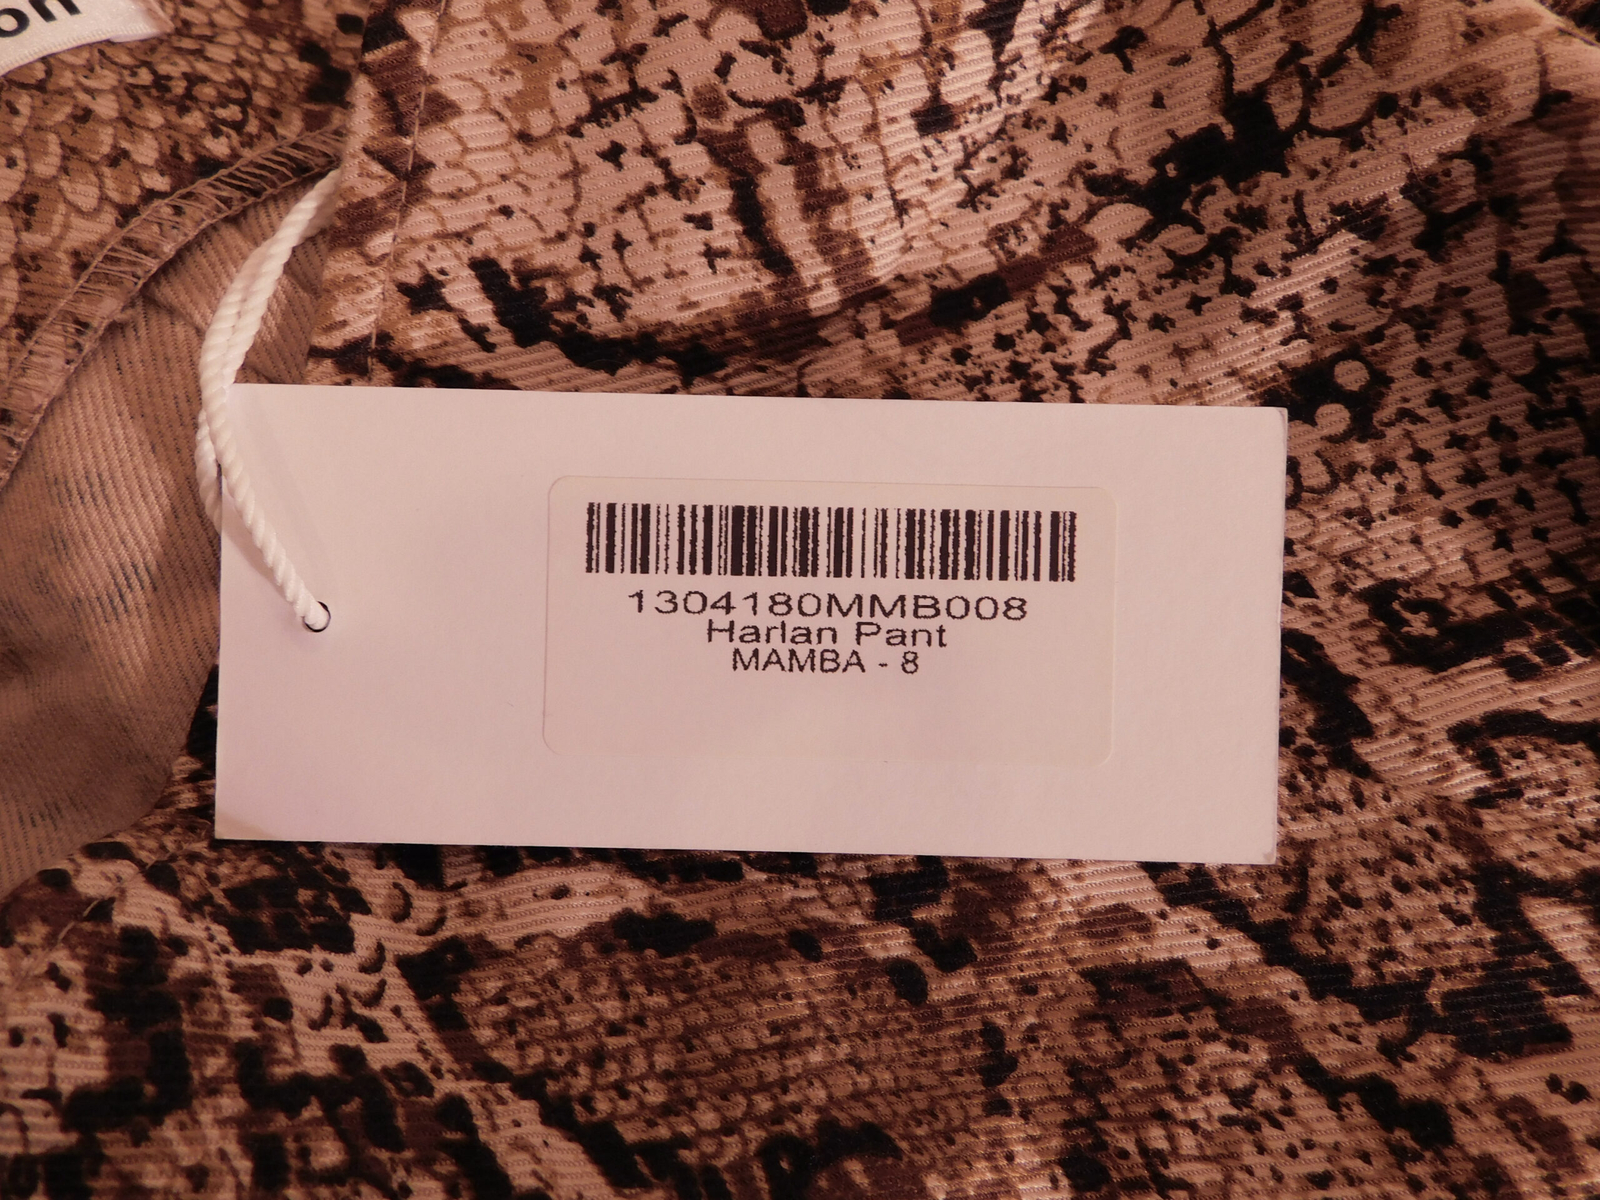 1304180MMB008
Harlan Pant
MAMBA - 8